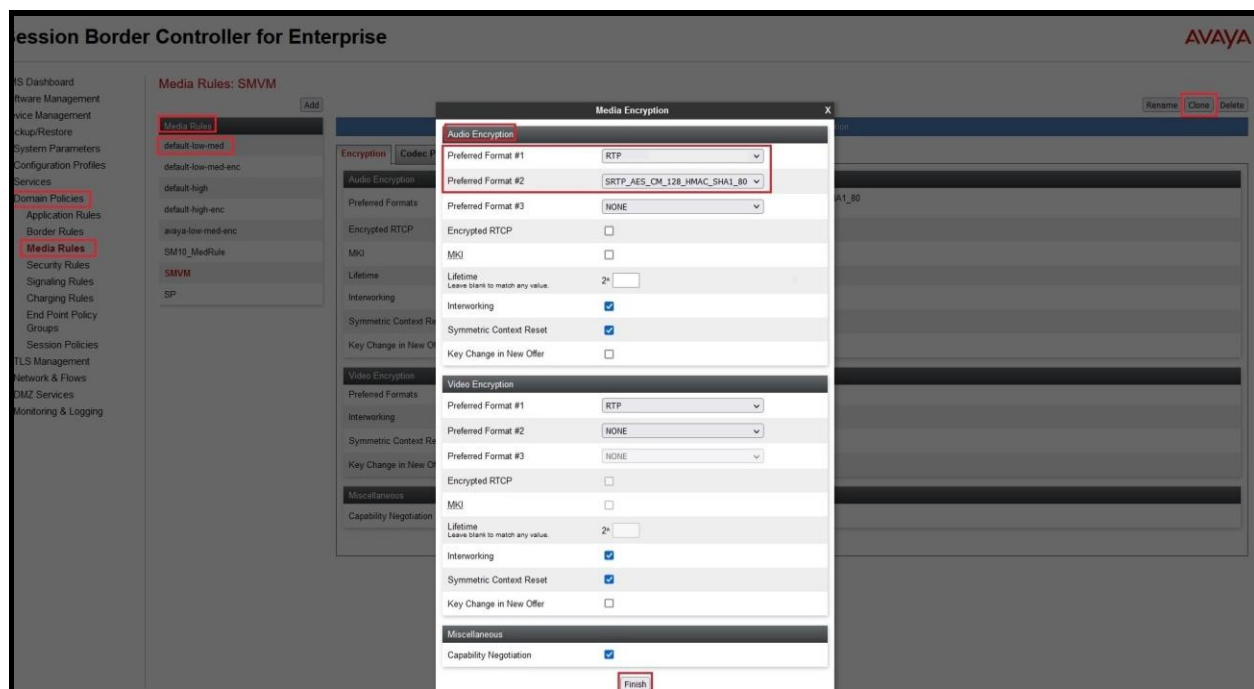 ession Border Controller for Enterprise
AVAYA
MS Dashboard
ftware Management
evice Management
ckup/Restore
System Parameters
Configuration Profiles
Services
Domain Policies
Application Rules
Border Rules
Media Rules
Security Rules
Signaling Rules
Charging Rules
End Point Policy
Groups
Session Policies
TLS Management
Network & Flows
DMZ Services
Monitoring & Logging
Media Rules: SMVM
Add
Rename Clone Delete
Media Rules
default-low-med
default-low-med-enc
default-high
default-high-enc
avaya-low-med-enc
SM10_MedRule
SMVM
SP
Encryption Codec P
Audio Encryption
Preferred Formats
A1_80
Encrypted RTCP
MKI
Lifetime
Interworking
Symmetric Context Re
Key Change in New Of
Video Encryption
Preferred Formats
Interworking
Symmetric Context Re
Key Change in New Of
Miscellaneous
Capability Negotiation
Media Encryption X
Audio Encryption
Preferred Format #1 RTP
Preferred Format #2 SRTP_AES_CM_128_HMAC_SHA1_80
Preferred Format #3 NONE
Encrypted RTCP
MKI
Lifetime
Leave blank to match any value.
2^
Interworking
Symmetric Context Reset
Key Change in New Offer
Video Encryption
Preferred Format #1 RTP
Preferred Format #2 NONE
Preferred Format #3 NONE
Encrypted RTCP
MKI
Lifetime
Leave blank to match any value.
2^
Interworking
Symmetric Context Reset
Key Change in New Offer
Miscellaneous
Capability Negotiation
Finish